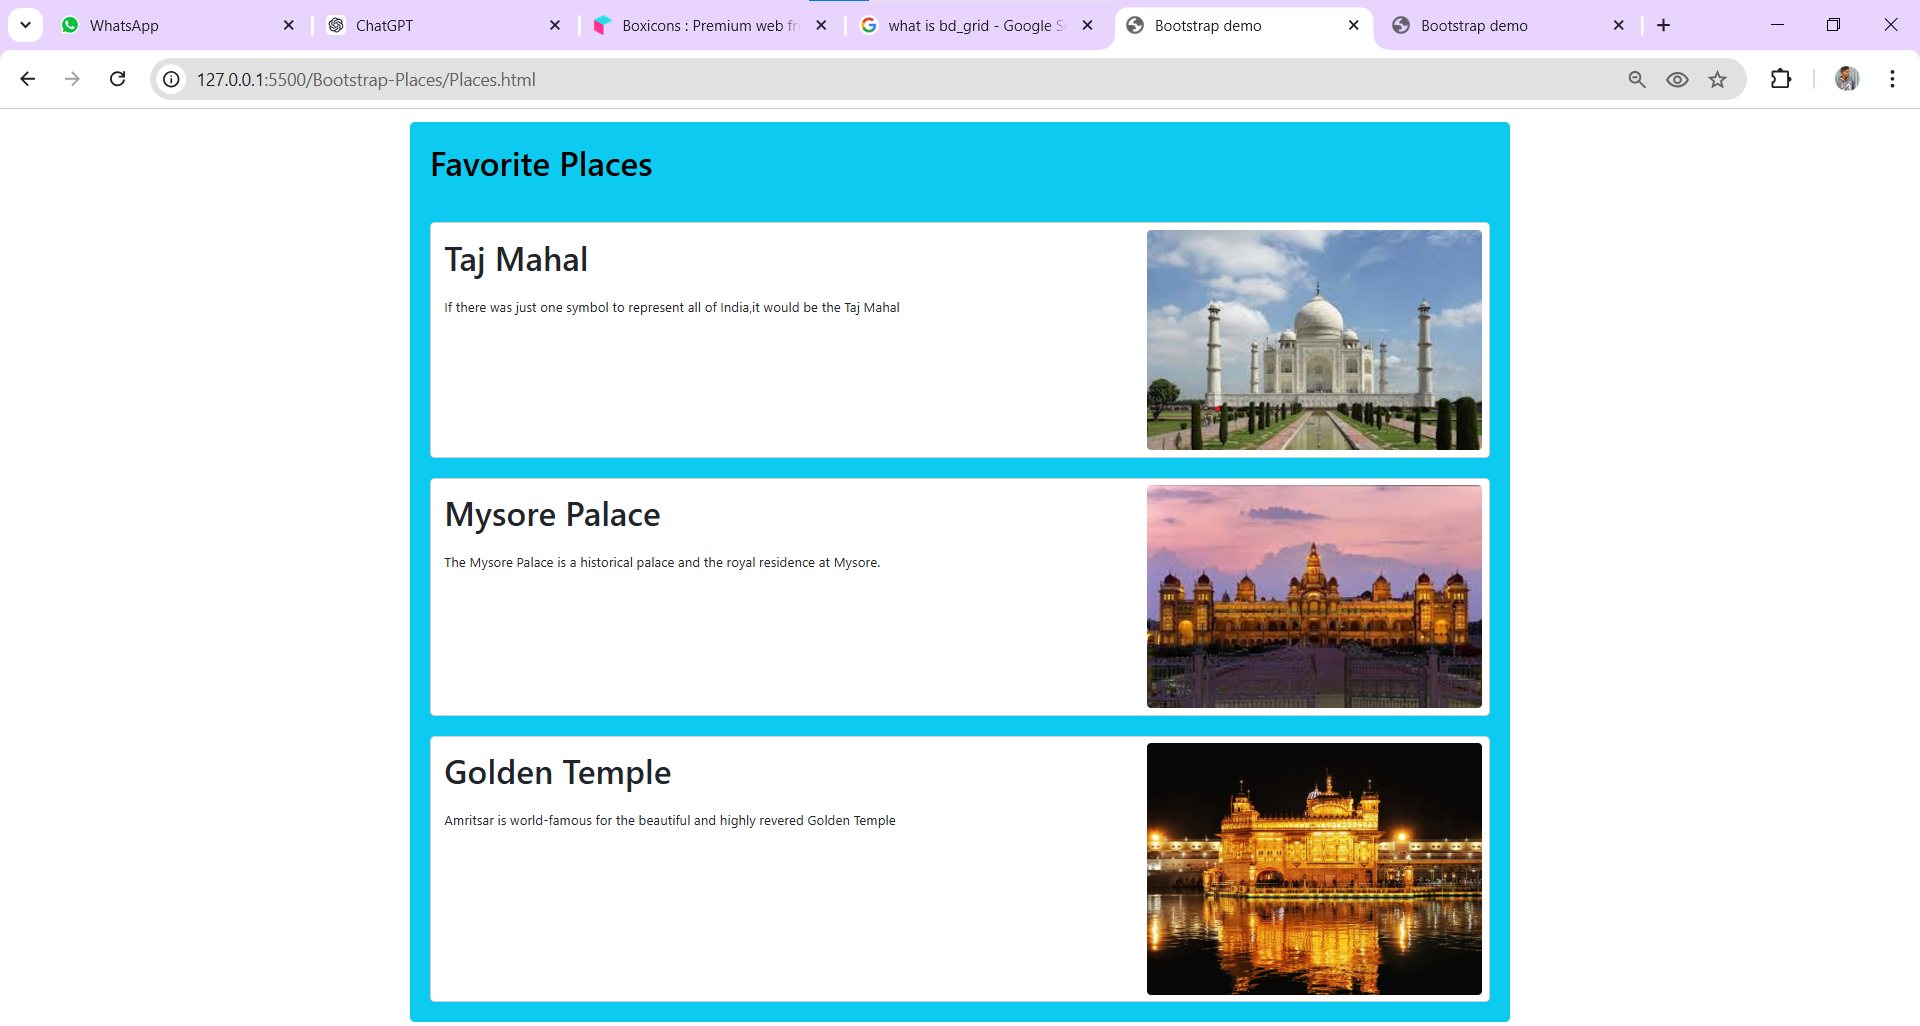 WhatsApp
ChatGPT
Boxicons : Premium web fri
what is bd_grid - Google Se
Bootstrap demo
Bootstrap demo
127.0.0.1:5500/Bootstrap-Places/Places.html
Favorite Places
Taj Mahal
If there was just one symbol to represent all of India,it would be the Taj Mahal
Mysore Palace
The Mysore Palace is a historical palace and the royal residence at Mysore.
Golden Temple
Amritsar is world-famous for the beautiful and highly revered Golden Temple